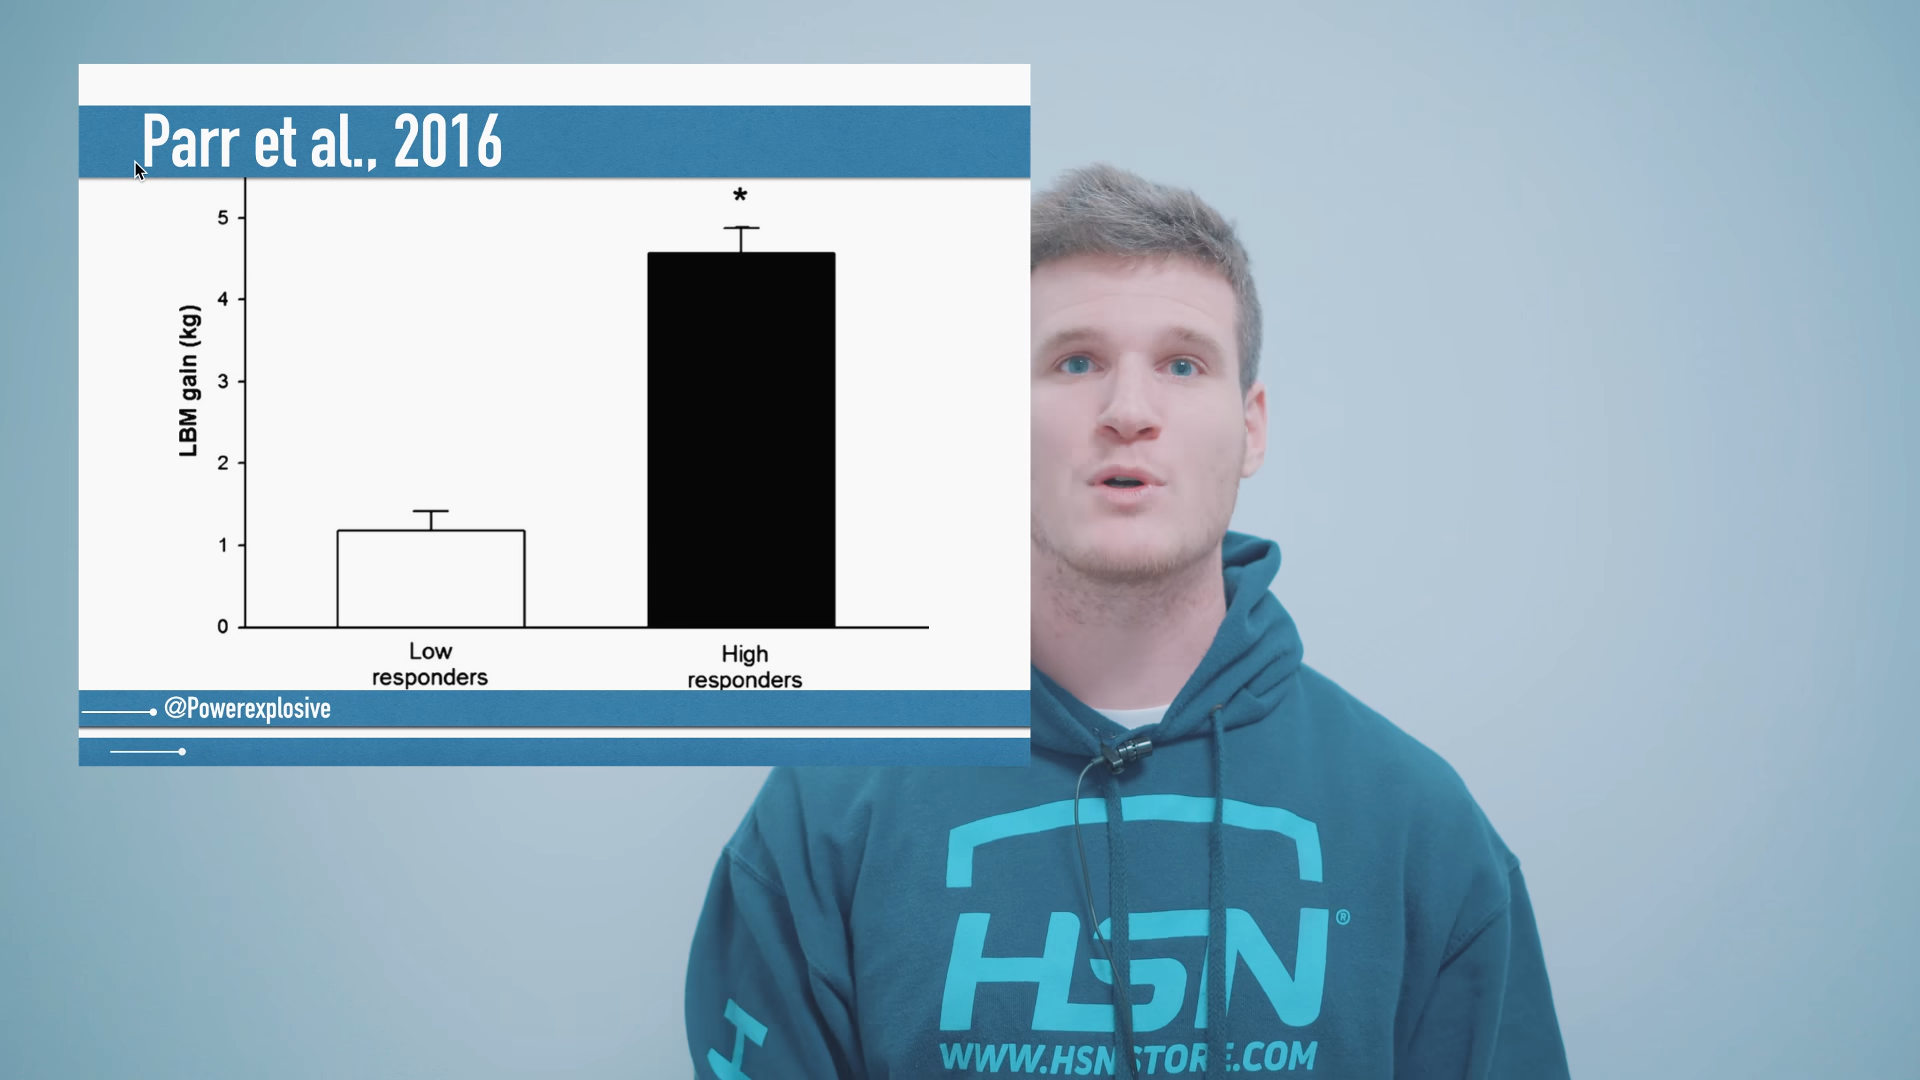 Parr et al., 2016
*
5
4
3
2
1
0
LBM gain (kg)
Low
responders
High
responders
@Powerexplosive
HSN®
WWW.HSNSTORE.COM
H